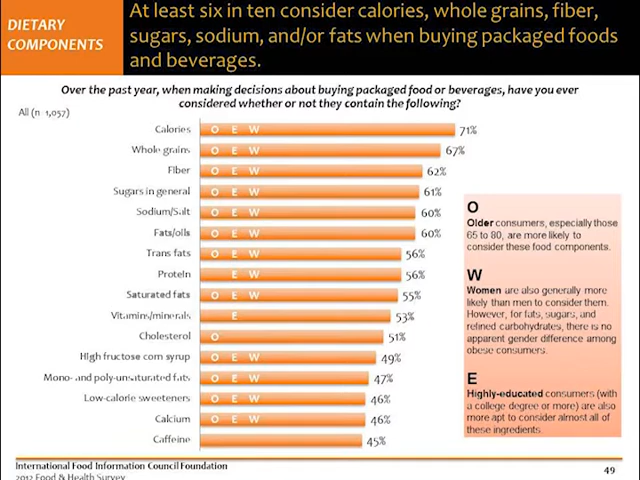 DIETARY
COMPONENTS
At least six in ten consider calories, whole grains, fiber,
sugars, sodium, and/or fats when buying packaged foods
and beverages.
Over the past year, when making decisions about buying packaged food or beverages, have you ever
considered whether or not they contain the following?
All (n=1,057)
Calories O E W 71%
Whole grains O E W 67%
Fiber O E W 62%
Sugars in general O E W 61%
Sodium/Salt O E W 60%
Fats/oils O E W 60%
Trans fats O E W 56%
Protein E W 56%
Saturated fats O E W 55%
Vitamins/minerals E 53%
Cholesterol O 51%
High fructose corn syrup O E W 49%
Mono- and poly-unsaturated fats O E W 47%
Low-calorie sweeteners O E W 46%
Calcium O E W 46%
Caffeine 45%
O
Older consumers, especially those
65 to 80, are more likely to
consider these food components.
W
Women are also generally more
likely than men to consider them.
However, for fats, sugars, and
refined carbohydrates, there is no
apparent gender difference among
obese consumers.
E
Highly-educated consumers (with
a college degree or more) are also
more apt to consider almost all of
these ingredients.
International Food Information Council Foundation
2012 Food & Health Survey
49